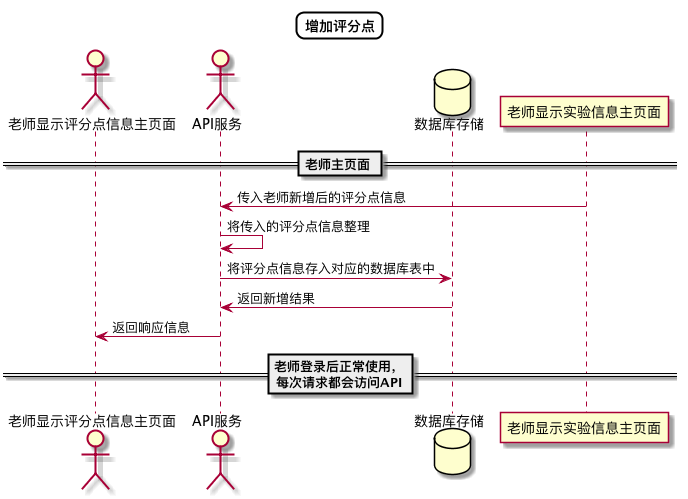 增加评分点
老师显示评分点信息主页面
API服务
数据库存储
老师显示实验信息主页面
老师主页面
传入老师新增后的评分点信息
将传入的评分点信息整理
将评分点信息存入对应的数据库表中
返回新增结果
返回响应信息
老师登录后正常使用，
每次请求都会访问API
老师显示评分点信息主页面
API服务
数据库存储
老师显示实验信息主页面